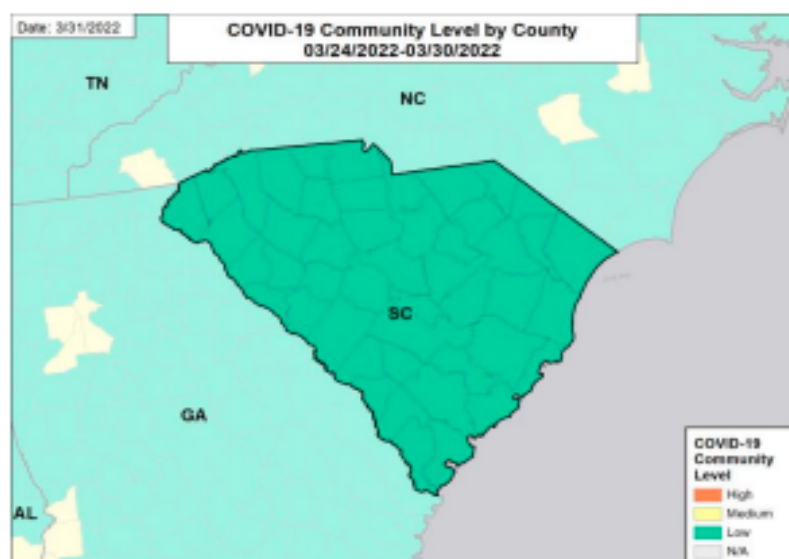 Date: 3/31/2022
COVID-19 Community Level by County
03/24/2022-03/30/2022
TN
NC
SC
GA
AL
COVID-19
Community
Level
High
Medium
Low
N/A